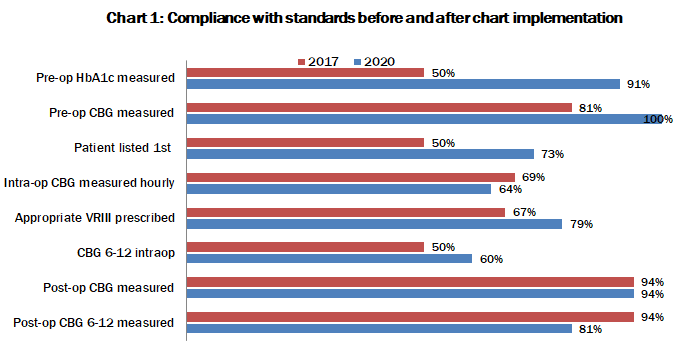 Chart 1: Compliance with standards before and after chart implementation
2017 2020
Pre-op HbA1c measured 50%
91%
Pre-op CBG measured 81%
100%
Patient listed 1st 50%
73%
Intra-op CBG measured hourly 69%
64%
Appropriate VRIII prescribed 67%
79%
CBG 6-12 intraop 50%
60%
Post-op CBG measured 94%
94%
Post-op CBG 6-12 measured 94%
81%